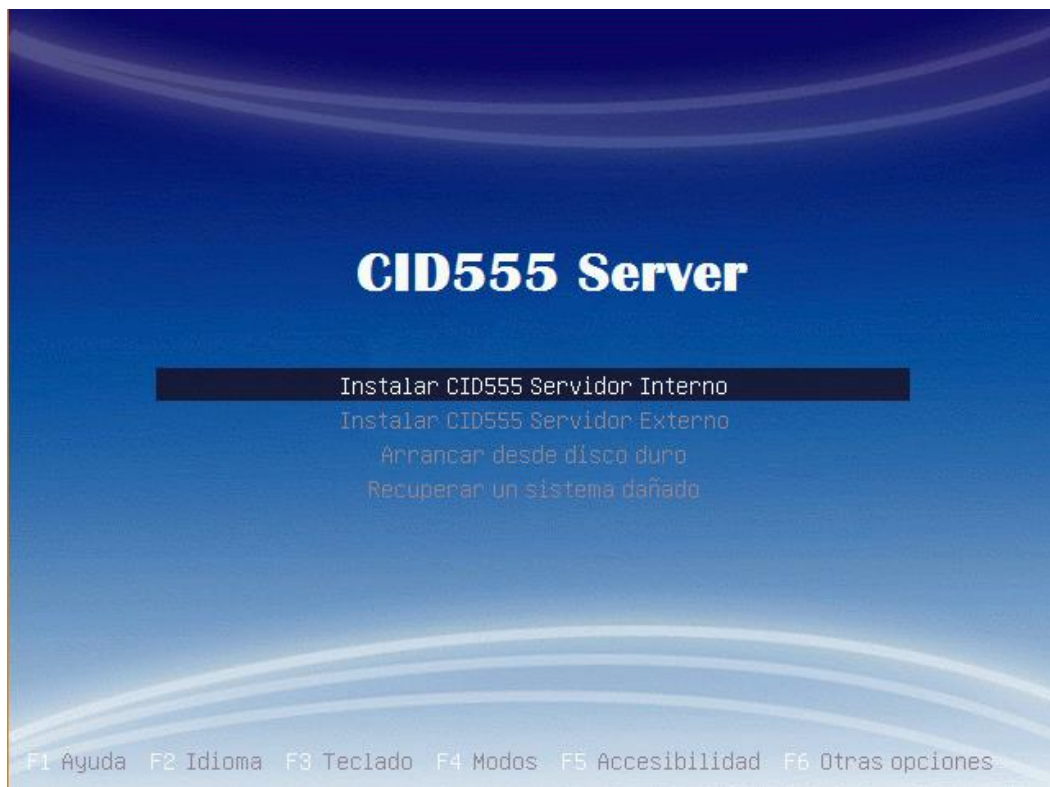 CID555 Server
Instalar CID555 Servidor Interno
Instalar CID555 Servidor Externo
Arrancar desde disco duro
Recuperar un sistema dañado
F1 Ayuda F2 Idioma F3 Teclado F4 Modos F5 Accesibilidad F6 Otras opciones